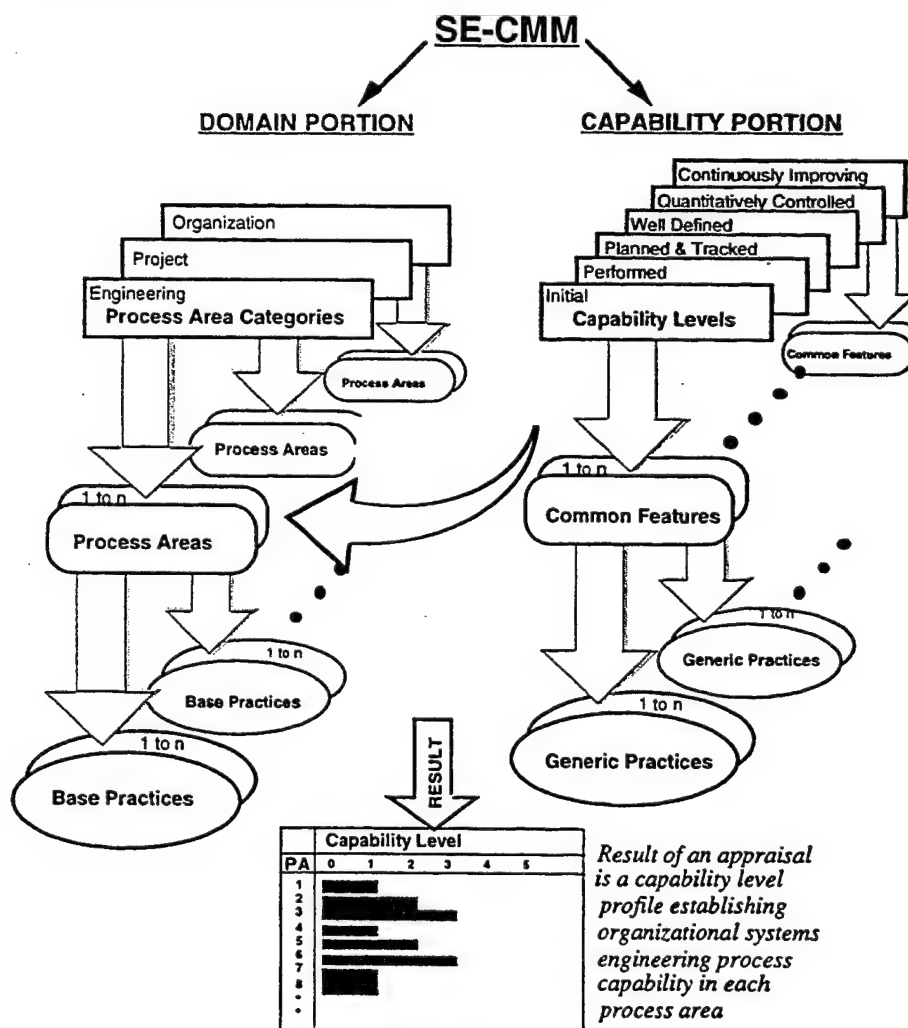 SE-CMM
DOMAIN PORTION
CAPABILITY PORTION
Organization
Project
Engineering
Process Area Categories
Process Areas
Process Areas
1 to n
Process Areas
1 to n
Base Practices
1 to n
Base Practices
Continuously Improving
Quantitatively Controlled
Well Defined
Planned & Tracked
Performed
Initial
Capability Levels
Common Features
1 to n
Common Features
1 to n
Generic Practices
1 to n
Generic Practices
RESULT
Capability Level
PA 0 1 2 3 4 5
1
2
3
4
5
6
7
8
Result of an appraisal
is a capability level
profile establishing
organizational systems
engineering process
capability in each
process area